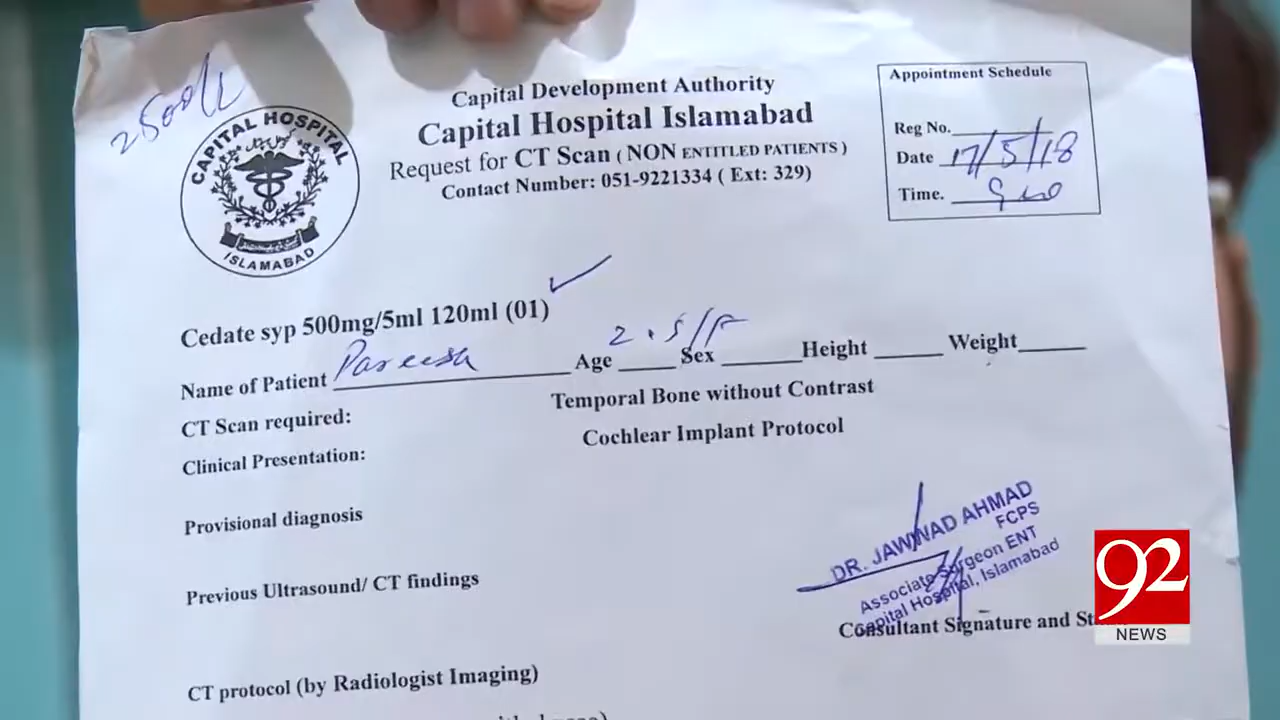 2500/-
CAPITAL HOSPITAL
ISLAMABAD
Capital Development Authority
Capital Hospital Islamabad
Request for CT Scan ( NON ENTITLED PATIENTS )
Contact Number: 051-9221334 ( Ext: 329)
Appointment Schedule
Reg No.
Date 17/5/18
Time.
Cedate syp 500mg/5ml 120ml (01)
Name of Patient Pareesh Age 2.5/F Sex Height Weight
CT Scan required: Temporal Bone without Contrast
Clinical Presentation: Cochlear Implant Protocol
Provisional diagnosis
Previous Ultrasound/ CT findings
DR. JAWWAD AHMAD
FCPS
Associate Surgeon ENT
Capital Hospital, Islamabad
Consultant Signature and
CT protocol (by Radiologist Imaging)
92
NEWS